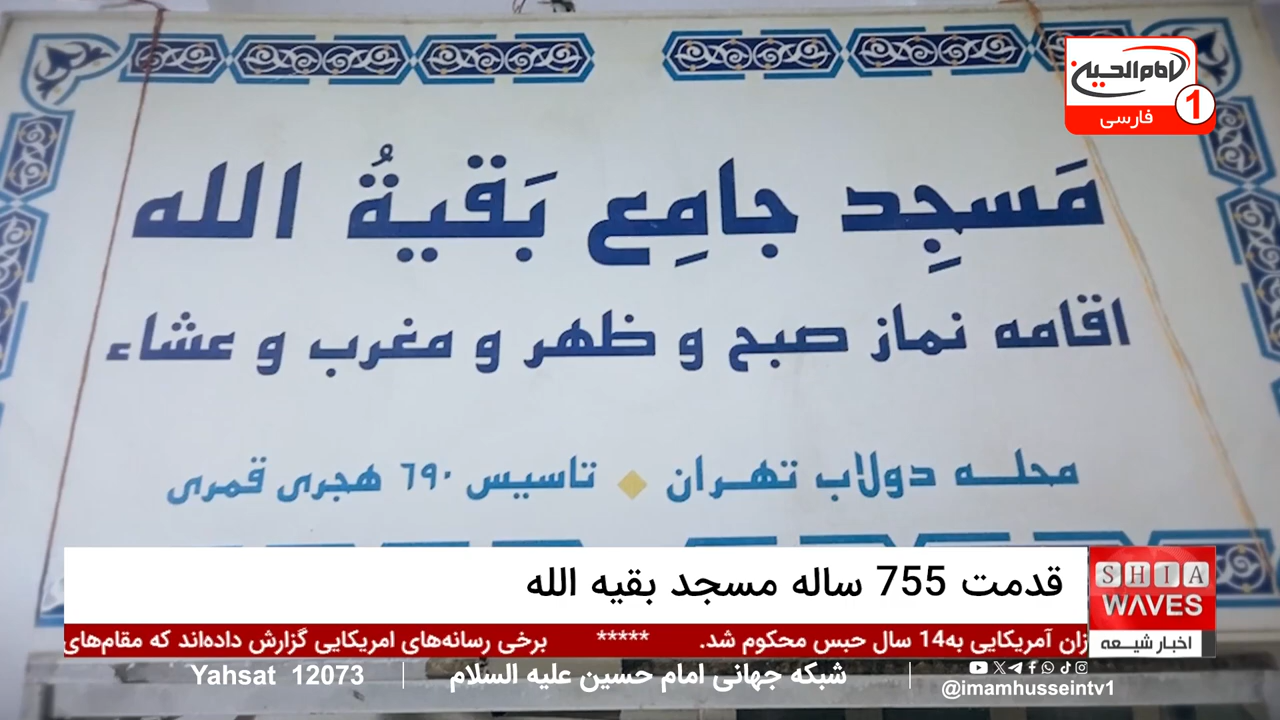 امام الحسین
1
فارسی
مَسجِد جامِع بَقیةُ الله
اقامه نماز صبح و ظهر و مغرب و عشاء
محله دولاب تهران ◆ تاسیس ٦٩٠ هجری قمری
قدمت 755 ساله مسجد بقیه الله
SHIA
WAVES
اخبار شیعه
زان آمریکایی به14 سال حبس محکوم شد. ***** برخی رسانه‌های امریکایی گزارش داده‌اند که مقام‌های
شبکه جهانی امام حسین علیه السلام
Yahsat 12073
@imamhusseintv1